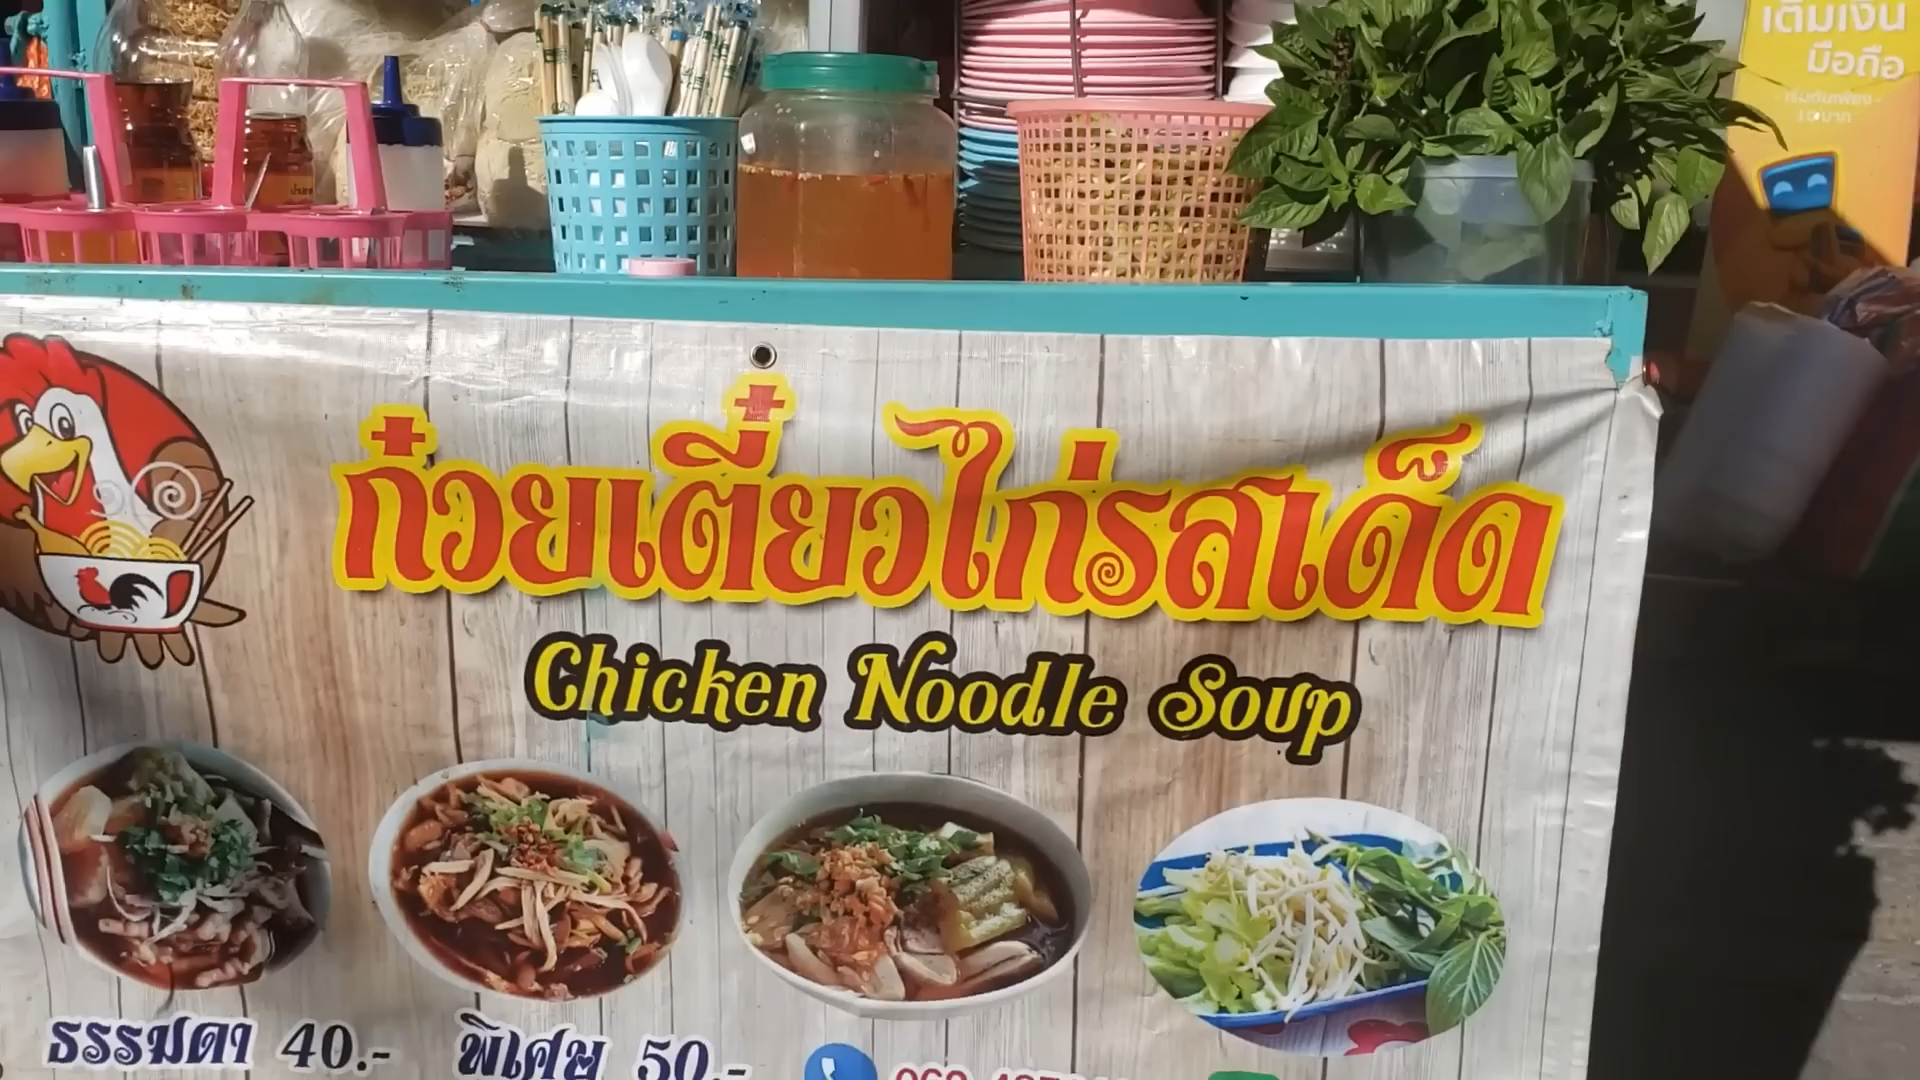 เติมเงิน
มือถือ
ก๋วยเตี๋ยวไก่รสเด็ด
Chicken Noodle Soup
ธรรมดา 40.-
พิเศษ 50.-